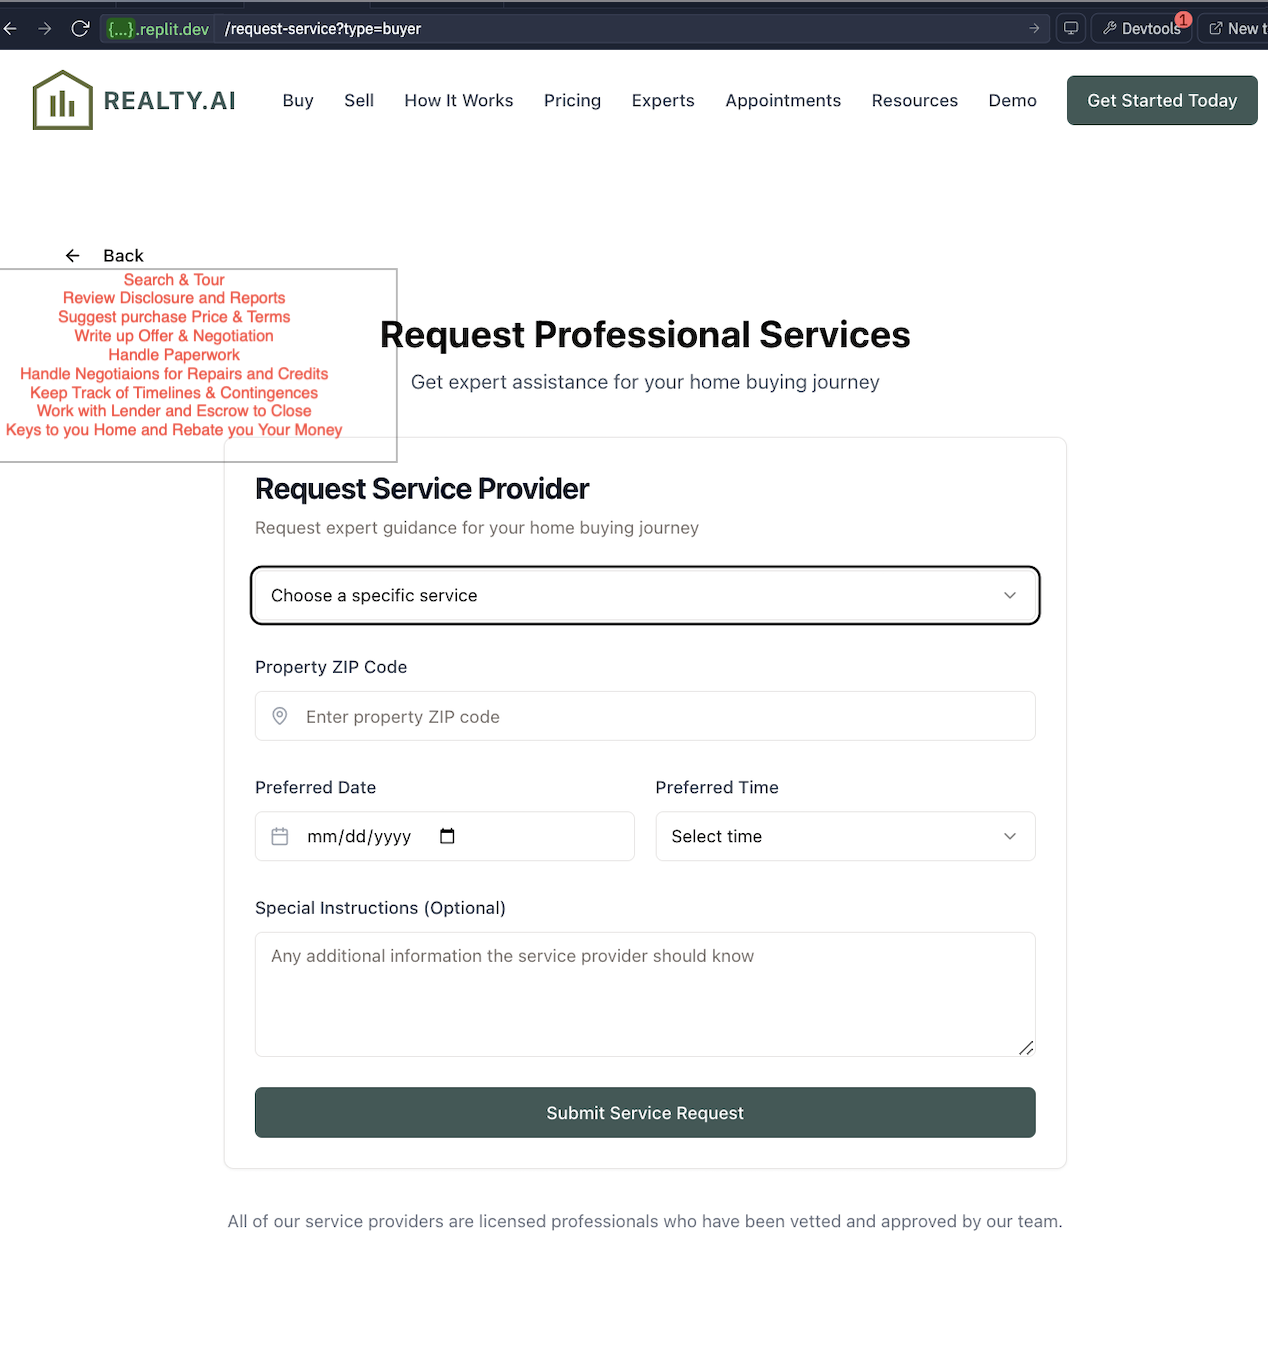 {...}.replit.dev /request-service?type=buyer Devtools 1 New t
REALTY.AI Buy Sell How It Works Pricing Experts Appointments Resources Demo Get Started Today
Back
Search & Tour
Review Disclosure and Reports
Suggest purchase Price & Terms
Write up Offer & Negotiation
Handle Paperwork
Handle Negotiaions for Repairs and Credits
Keep Track of Timelines & Contingences
Work with Lender and Escrow to Close
Keys to you Home and Rebate you Your Money
Request Professional Services
Get expert assistance for your home buying journey
Request Service Provider
Request expert guidance for your home buying journey
Choose a specific service
Property ZIP Code
Enter property ZIP code
Preferred Date Preferred Time
mm/dd/yyyy Select time
Special Instructions (Optional)
Any additional information the service provider should know
Submit Service Request
All of our service providers are licensed professionals who have been vetted and approved by our team.